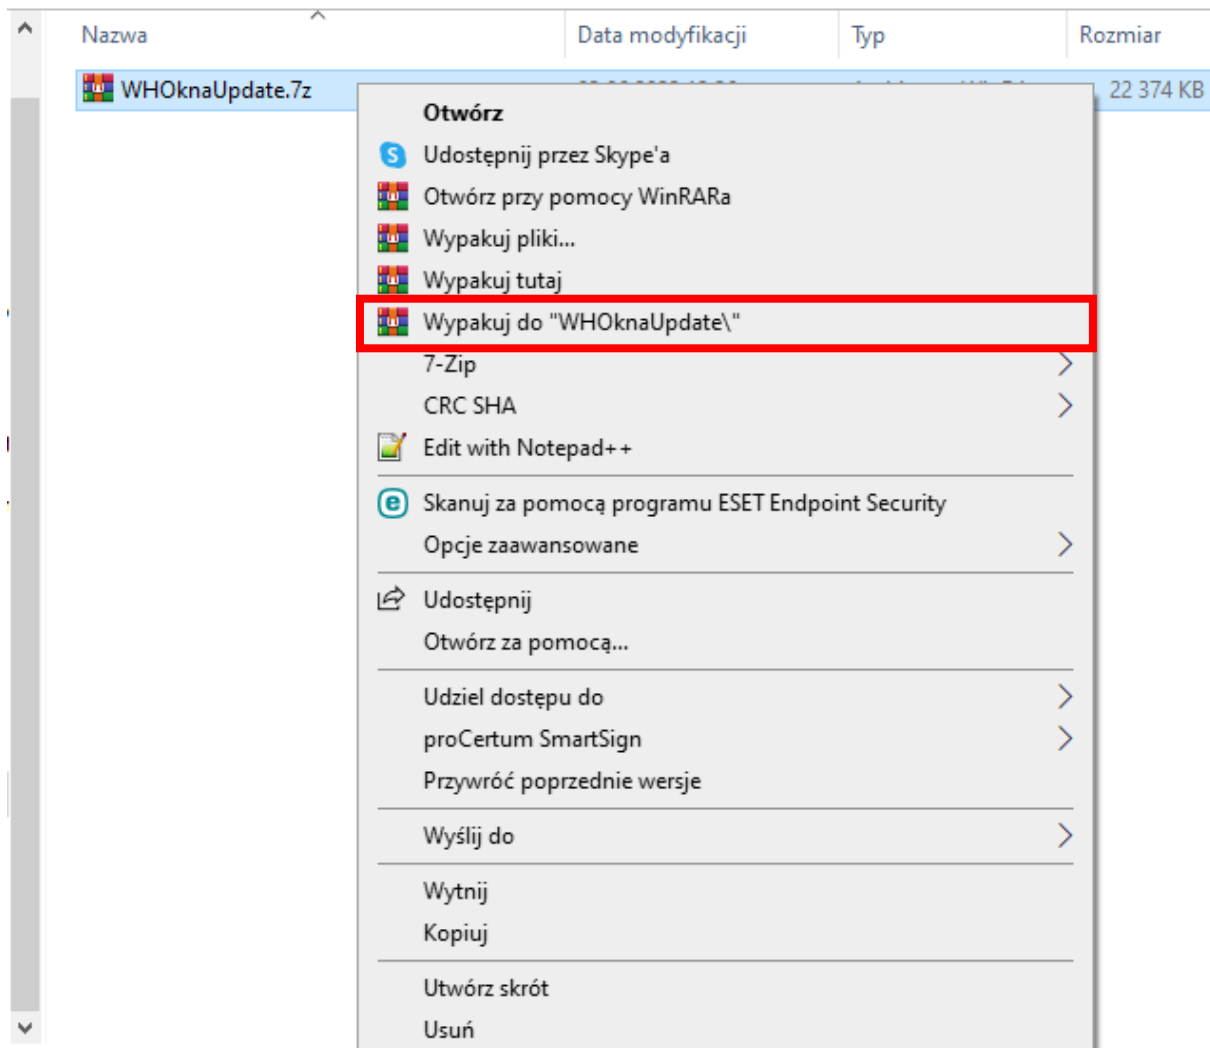 Nazwa Data modyfikacji Typ Rozmiar
WHOknaUpdate.7z 22 374 KB
Otwórz
Udostępnij przez Skype'a
Otwórz przy pomocy WinRARa
Wypakuj pliki...
Wypakuj tutaj
Wypakuj do "WHOknaUpdate\"
7-Zip
CRC SHA
Edit with Notepad++
Skanuj za pomocą programu ESET Endpoint Security
Opcje zaawansowane
Udostępnij
Otwórz za pomocą...
Udziel dostępu do
proCertum SmartSign
Przywróć poprzednie wersje
Wyślij do
Wytnij
Kopiuj
Utwórz skrót
Usuń